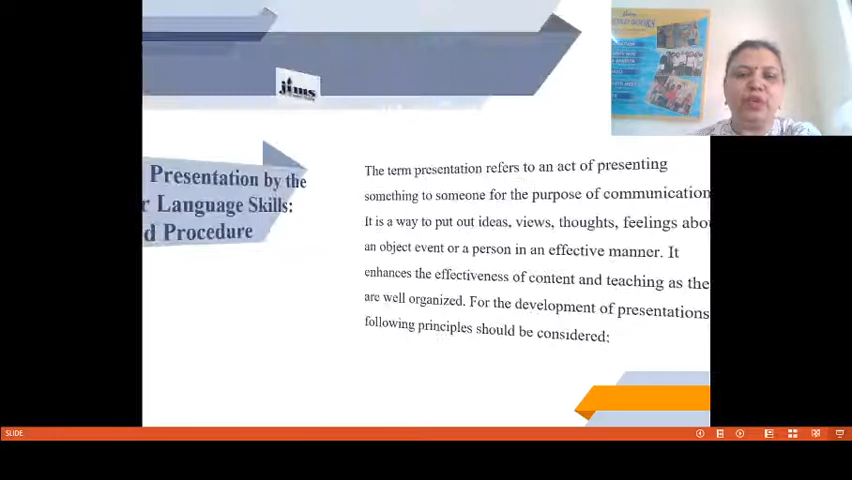 jims
Presentation by the
r Language Skills:
d Procedure
The term presentation refers to an act of presenting
something to someone for the purpose of communication
It is a way to put out ideas, views, thoughts, feelings abou
an object event or a person in an effective manner. It
enhances the effectiveness of content and teaching as the
are well organized. For the development of presentations
following principles should be considered:
SLIDE